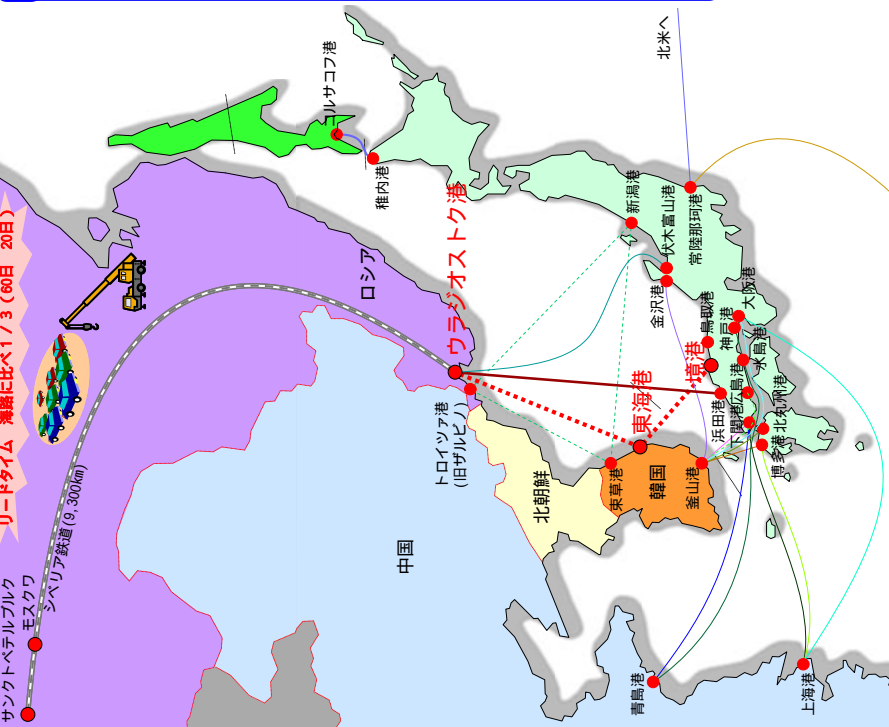 リードタイム　海路に比べ１／３（６０日　２０日）
サンクトペテルブルク
モスクワ
シベリア鉄道(9,300km)
コルサコフ港
稚内港
北米へ
ロシア
ウラジオストク港
新潟港
伏木富山港
常陸那珂港
金沢港
鳥取港
神戸港
大阪港
境港
水島港
トロイツァ港
(旧ザルビノ)
東海港
浜田港
広島港
下関港
北九州港
博多港
北朝鮮
束草港
韓国
釜山港
中国
青島港
上海港